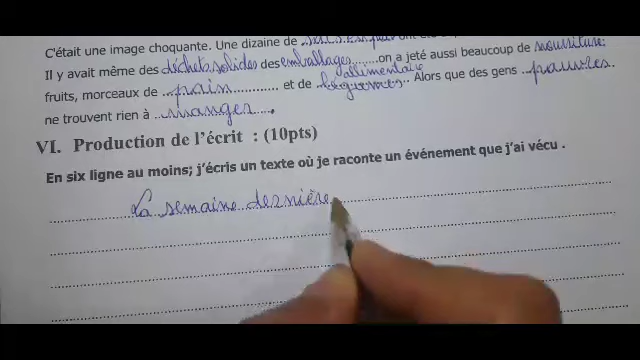 C'était une image choquante. Une dizaine de
Il y avait même des déchets solides des emballages........on a jeté aussi beaucoup de nourriture.
alimentaire
fruits, morceaux de ...pain............. et de légumes.. Alors que des gens ..pauvres.
ne trouvent rien à ..manger....
VI. Production de l'écrit : (10pts)
En six ligne au moins; j'écris un texte où je raconte un événement que j'ai vécu .
La semaine dernière